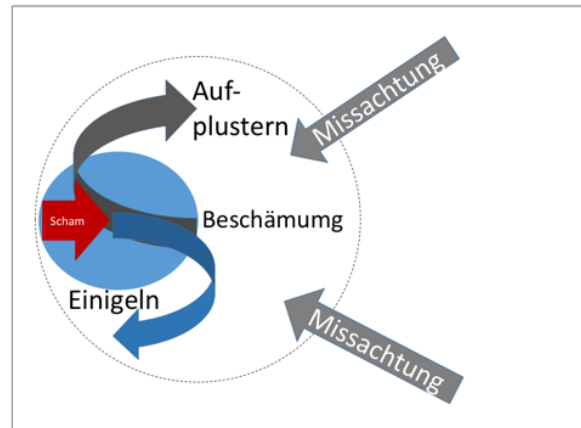 Auf-
plustern
Missachtung
Scham
Beschämumg
Einigeln
Missachtung